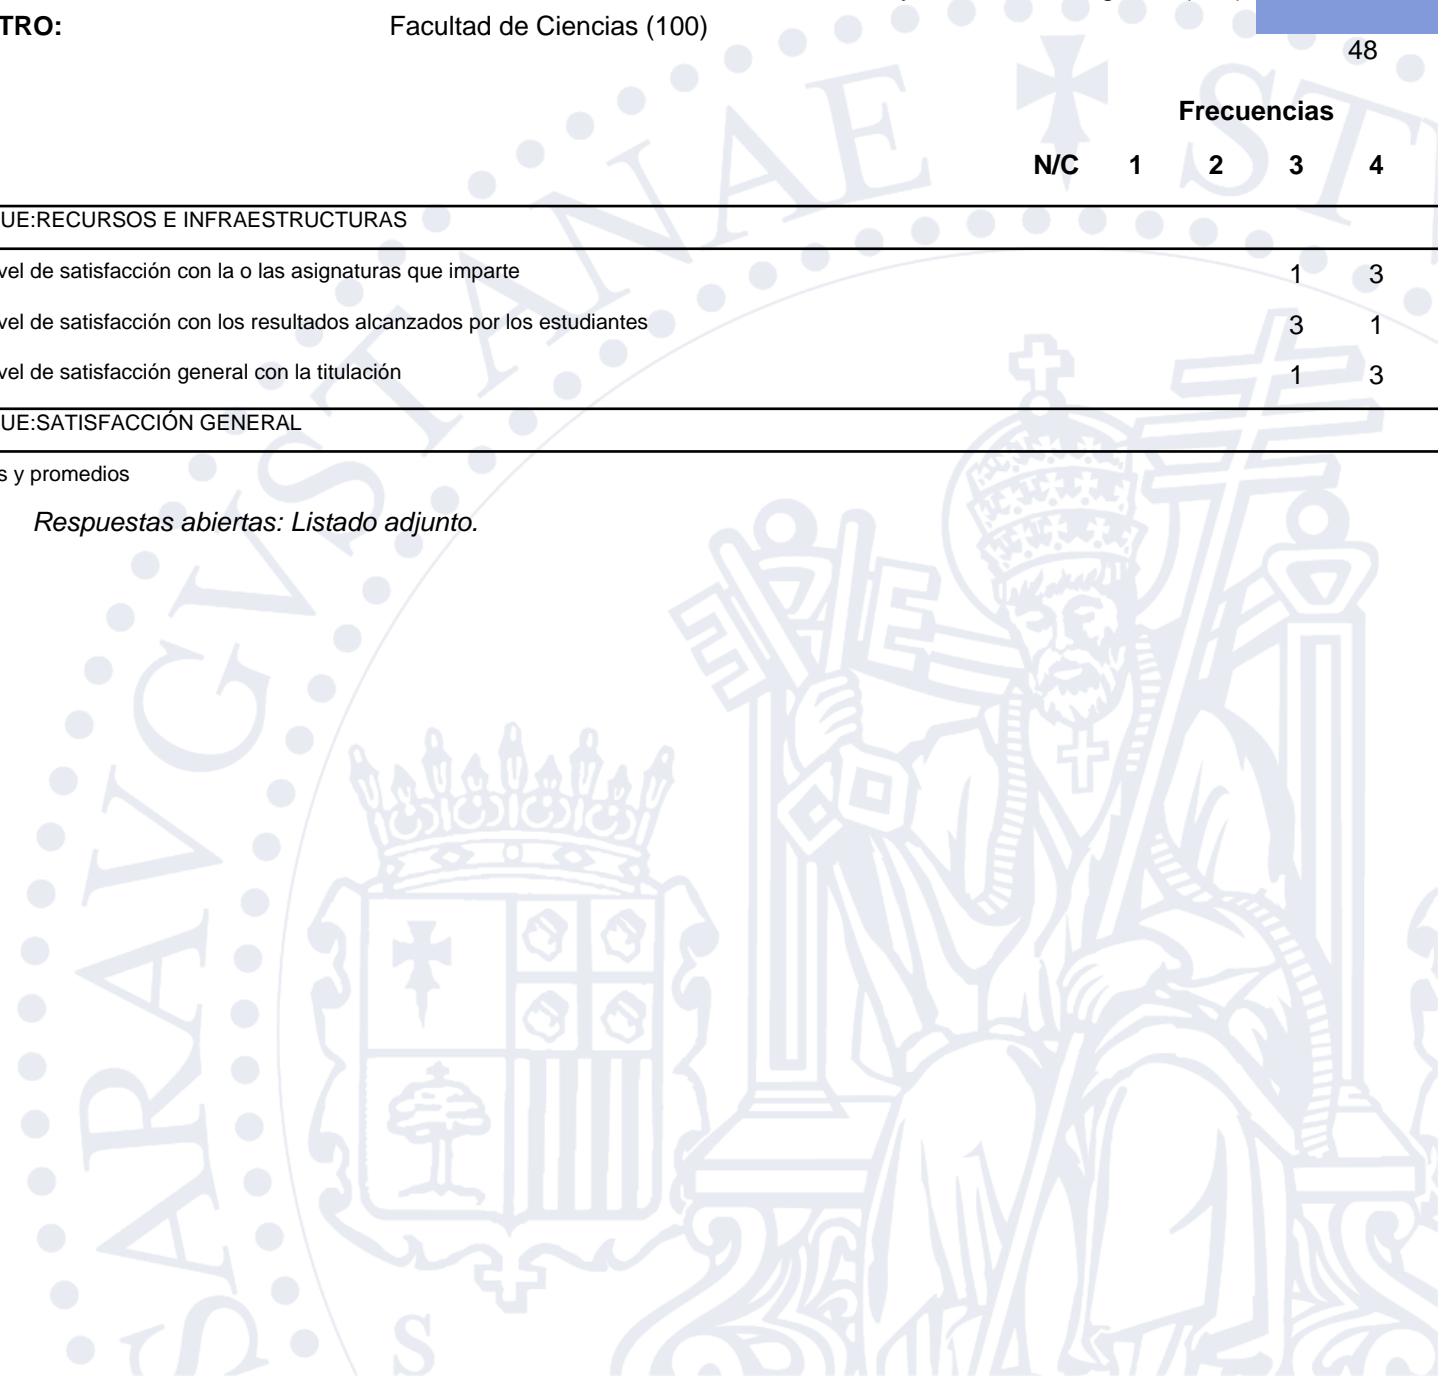 TRO: Facultad de Ciencias (100)
48
Frecuencias
N/C 1 2 3 4
UE:RECURSOS E INFRAESTRUCTURAS
vel de satisfacción con la o las asignaturas que imparte 1 3
vel de satisfacción con los resultados alcanzados por los estudiantes 3 1
vel de satisfacción general con la titulación 1 3
UE:SATISFACCIÓN GENERAL
s y promedios
Respuestas abiertas: Listado adjunto.